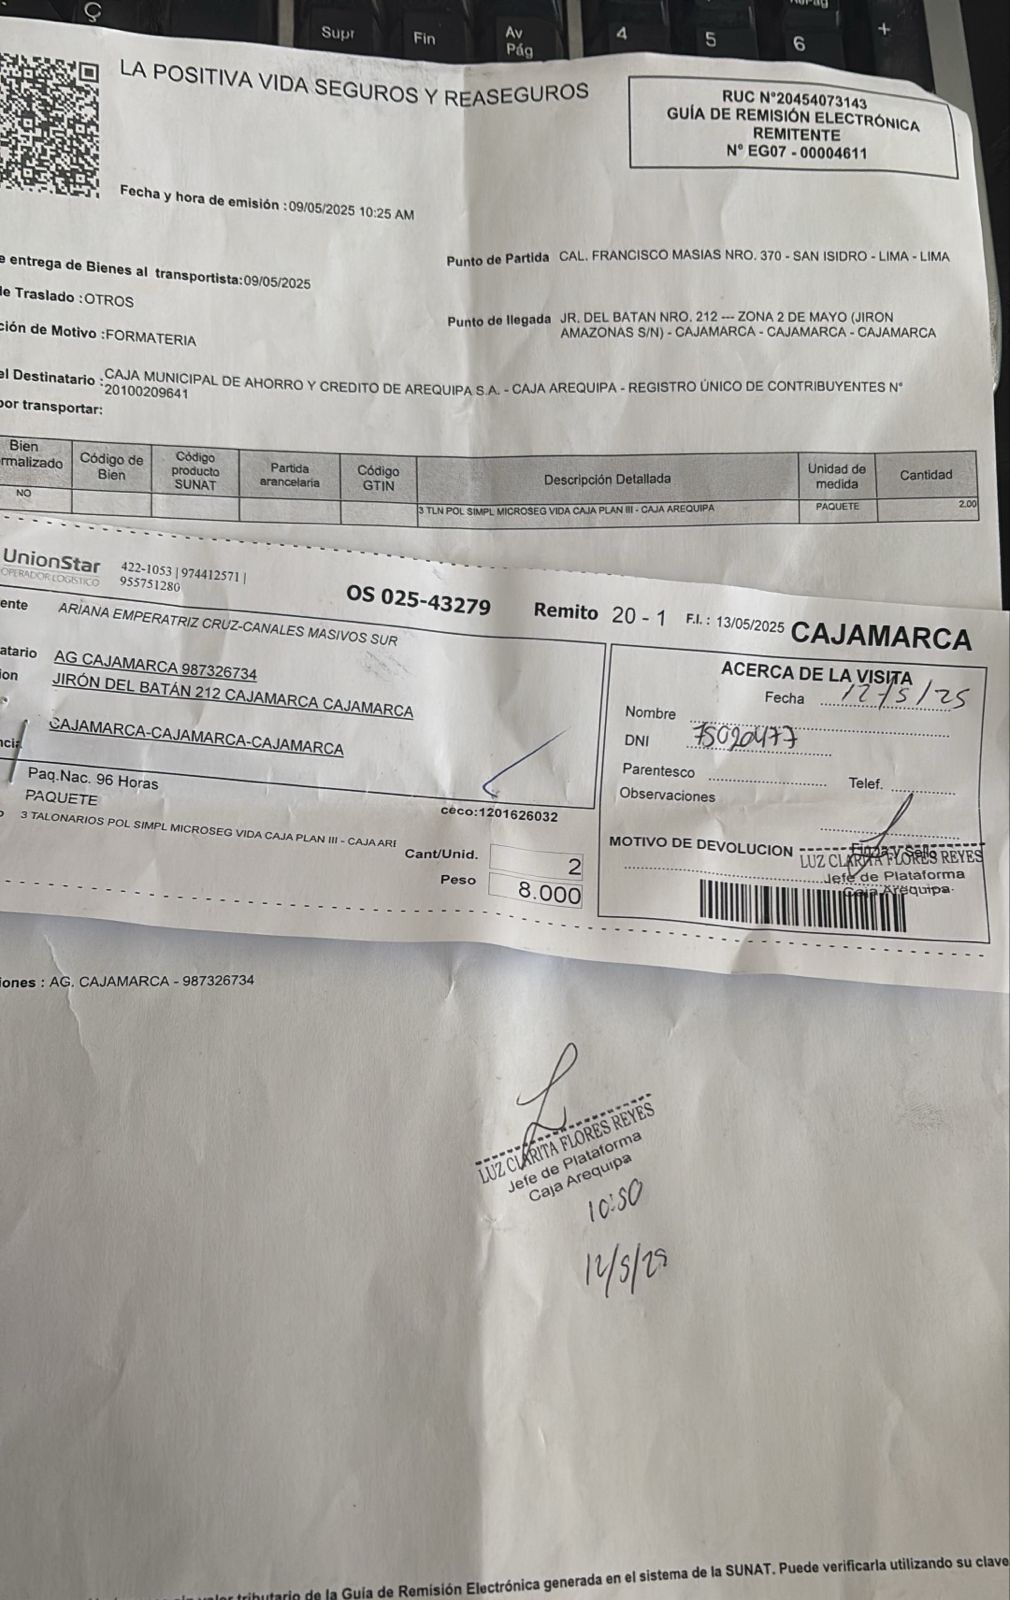 Ç
Supr
Fin
Av
Pág
4
5
6
RePág
+
LA POSITIVA VIDA SEGUROS Y REASEGUROS
RUC N°20454073143
GUÍA DE REMISIÓN ELECTRÓNICA
REMITENTE
N° EG07 - 00004611
Fecha y hora de emisión :09/05/2025 10:25 AM
e entrega de Bienes al transportista:09/05/2025
Punto de Partida CAL. FRANCISCO MASIAS NRO. 370 - SAN ISIDRO - LIMA - LIMA
de Traslado :OTROS
Punto de llegada JR. DEL BATAN NRO. 212 --- ZONA 2 DE MAYO (JIRON
AMAZONAS S/N) - CAJAMARCA - CAJAMARCA - CAJAMARCA
ción de Motivo :FORMATERIA
el Destinatario :CAJA MUNICIPAL DE AHORRO Y CREDITO DE AREQUIPA S.A. - CAJA AREQUIPA - REGISTRO ÚNICO DE CONTRIBUYENTES N°
20100209641
por transportar:
Bien
rmalizado
Código de
Bien
Código
producto
SUNAT
Partida
arancelaria
Código
GTIN
Descripción Detallada
Unidad de
medida
Cantidad
NO
3 TLN POL SIMPL MICROSEG VIDA CAJA PLAN III - CAJA AREQUIPA
PAQUETE
2.00
UnionStar
OPERADOR LOGÍSTICO
422-1053 | 974412571 |
955751280
OS 025-43279
Remito 20 - 1
F.I. : 13/05/2025
CAJAMARCA
ente ARIANA EMPERATRIZ CRUZ-CANALES MASIVOS SUR
atario AG CAJAMARCA 987326734
ion JIRÓN DEL BATÁN 212 CAJAMARCA CAJAMARCA
CAJAMARCA-CAJAMARCA-CAJAMARCA
ncia
Paq.Nac. 96 Horas
PAQUETE
3 TALONARIOS POL SIMPL MICROSEG VIDA CAJA PLAN III - CAJA ARE
ceco:1201626032
Cant/Unid. 2
Peso 8.000
ACERCA DE LA VISITA
Fecha 12/5/25
Nombre
DNI 75090477
Parentesco
Telef.
Observaciones
Firma y Sello
MOTIVO DE DEVOLUCION
LUZ CLARITA FLORES REYES
Jefe de Plataforma
Caja Arequipa
iones : AG. CAJAMARCA - 987326734
LUZ CLARITA FLORES REYES
Jefe de Plataforma
Caja Arequipa
10:50
12/5/25
valor tributario de la Guía de Remisión Electrónica generada en el sistema de la SUNAT. Puede verificarla utilizando su clave